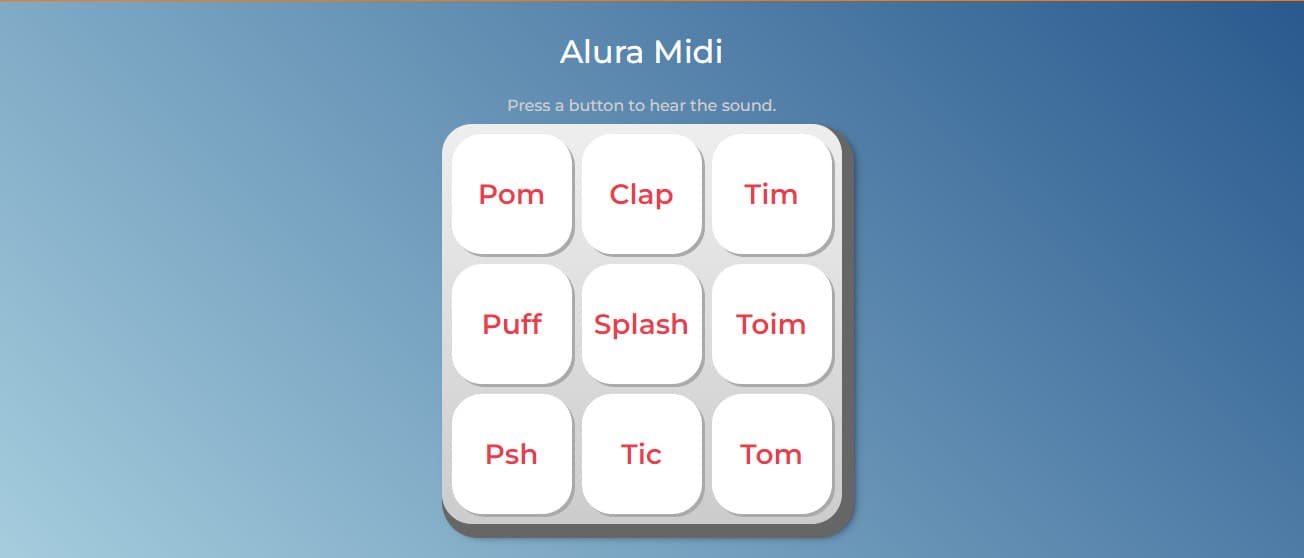 Alura Midi
Press a button to hear the sound.
Pom Clap Tim
Puff Splash Toim
Psh Tic Tom